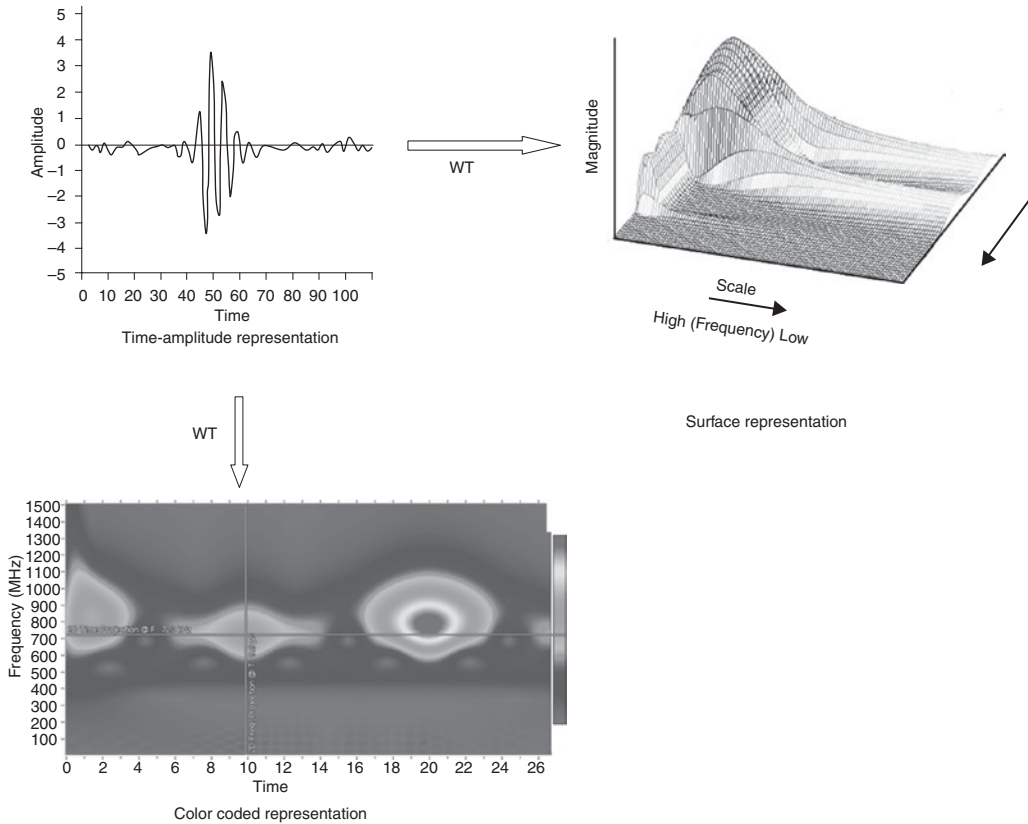 5
4
3
2
1
0
−1
−2
−3
−4
−5
Amplitude
0 10 20 30 40 50 60 70 80 90 100
Time
Time-amplitude representation
WT
Magnitude
Scale
High (Frequency) Low
Surface representation
WT
1500
1400
1300
1200
1100
1000
900
800
700
600
500
400
300
200
100
Frequency (MHz)
0 2 4 6 8 10 12 14 16 18 20 22 24 26
Time
Color coded representation